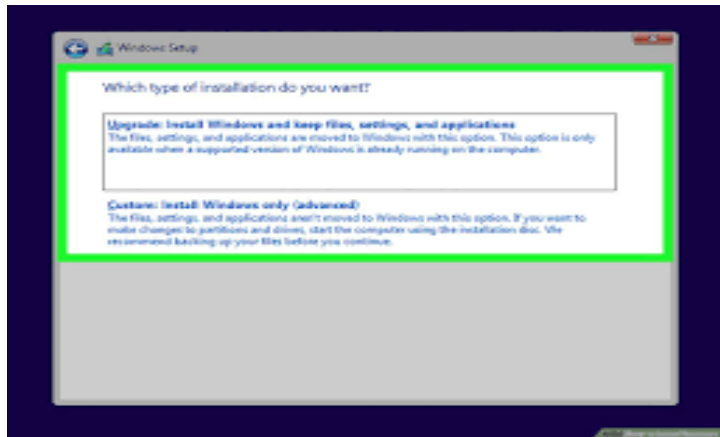 Windows Setup
Which type of installation do you want?
Upgrade: Install Windows and keep files, settings, and applications
The files, settings, and applications are moved to Windows with this option. This option is only
available when a supported version of Windows is already running on the computer.
Custom: Install Windows only (advanced)
The files, settings, and applications aren't moved to Windows with this option. If you want to
make changes to partitions and drives, start the computer using the installation disc. We
recommend backing up your files before you continue.